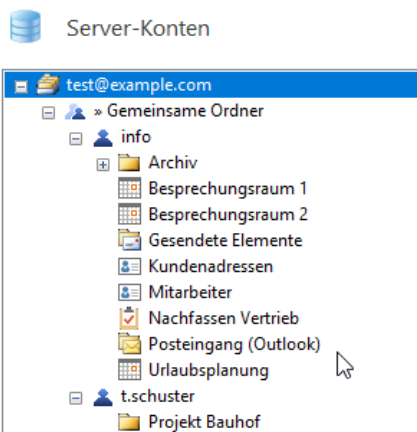 Server-Konten
test@example.com
» Gemeinsame Ordner
info
Archiv
Besprechungsraum 1
Besprechungsraum 2
Gesendete Elemente
Kundenadressen
Mitarbeiter
Nachfassen Vertrieb
Posteingang (Outlook)
Urlaubsplanung
t.schuster
Projekt Bauhof